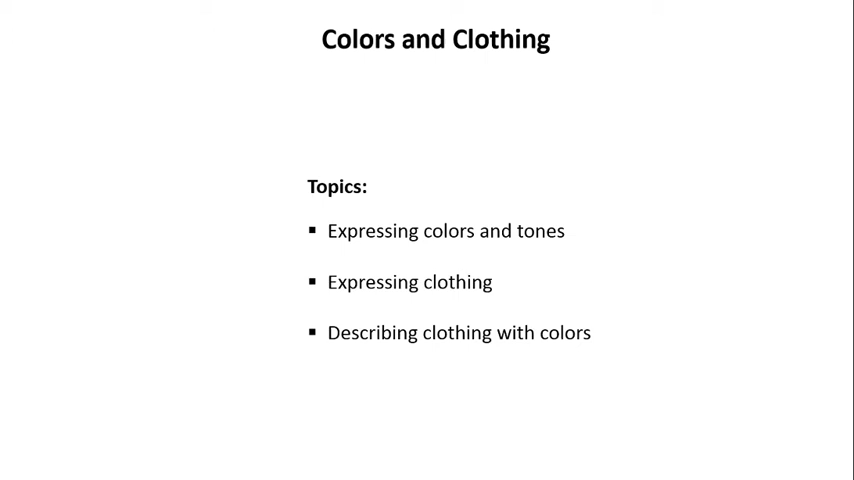 Colors and Clothing
Topics:
▪ Expressing colors and tones
▪ Expressing clothing
▪ Describing clothing with colors